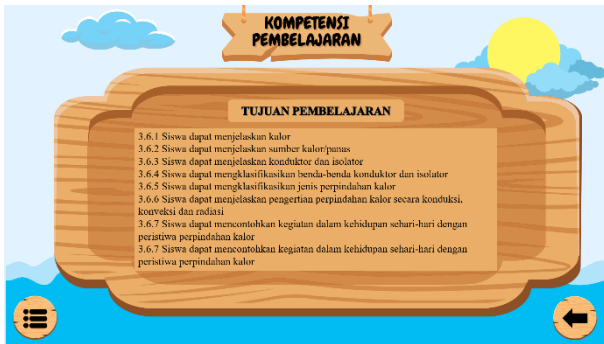 KOMPETENSI
PEMBELAJARAN
TUJUAN PEMBELAJARAN
3.6.1 Siswa dapat menjelaskan kalor
3.6.2 Siswa dapat menjelaskan sumber kalor/panas
3.6.3 Siswa dapat menjelaskan konduktor dan isolator
3.6.4 Siswa dapat mengklasifikasikan benda-benda konduktor dan isolator
3.6.5 Siswa dapat mengklasifikasikan jenis perpindahan kalor
3.6.6 Siswa dapat menjelaskan pengertian perpindahan kalor secara konduksi,
konveksi dan radiasi
3.6.7 Siswa dapat mencontohkan kegiatan dalam kehidupan sehari-hari dengan
peristiwa perpindahan kalor
3.6.7 Siswa dapat mencontohkan kegiatan dalam kehidupan sehari-hari dengan
peristiwa perpindahan kalor